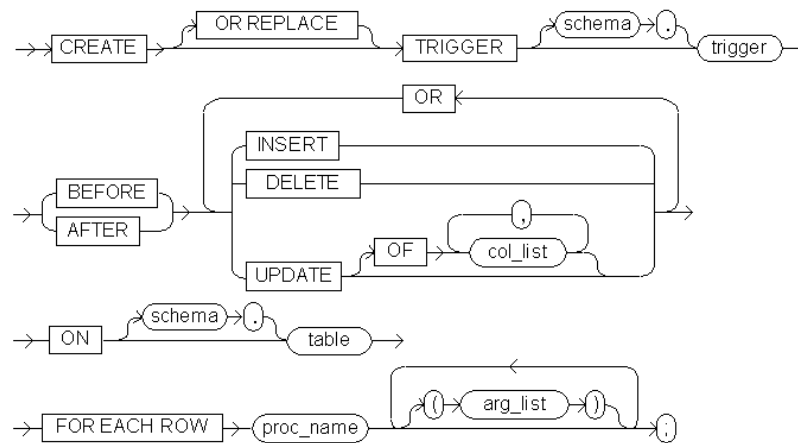 CREATE OR REPLACE TRIGGER schema . trigger
OR
INSERT
BEFORE DELETE
AFTER
,
UPDATE OF col_list
ON schema . table
FOR EACH ROW proc_name ( arg_list ) ;